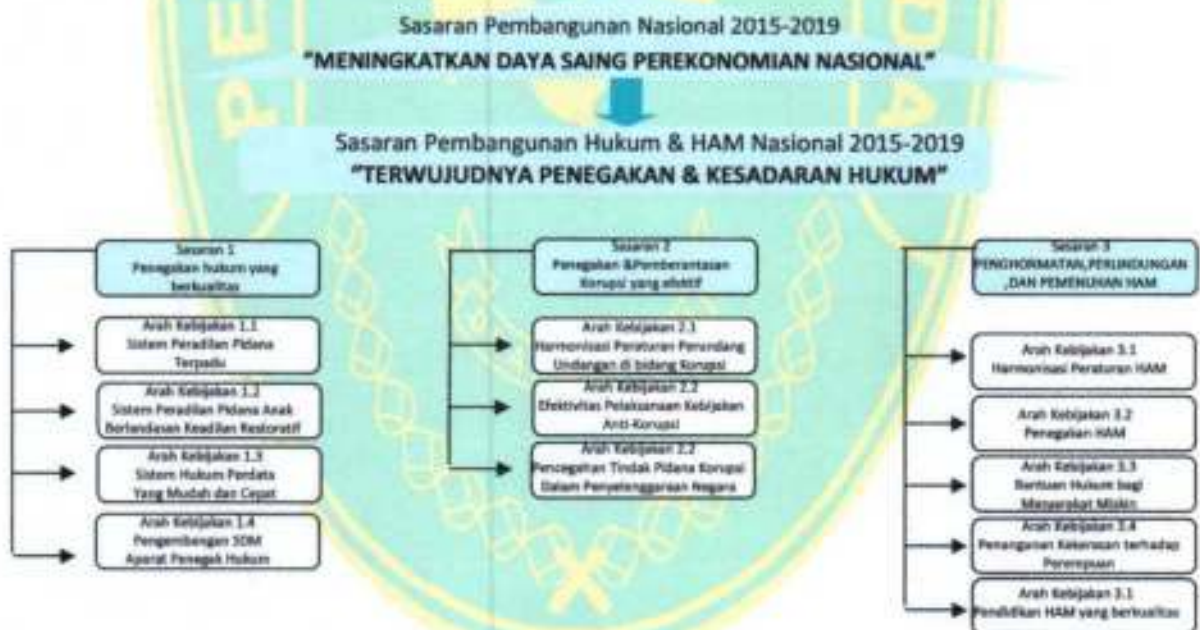 Sasaran Pembangunan Nasional 2015-2019
"MENINGKATKAN DAYA SAING PEREKONOMIAN NASIONAL"
Sasaran Pembangunan Hukum & HAM Nasional 2015-2019
"TERWUJUDNYA PENEGAKAN & KESADARAN HUKUM"
Sasaran 1
Penegakan hukum yang
berkualitas
Arah Kebijakan 1.1
Sistem Peradilan Pidana
Terpadu
Arah Kebijakan 1.2
Sistem Peradilan Pidana Anak
Berlandasan Keadilan Restoratif
Arah Kebijakan 1.3
Sistem Hukum Perdata
Yang Mudah dan Cepat
Arah Kebijakan 1.4
Pengembangan SDM
Aparat Penegak Hukum
Sasaran 2
Penegakan &Pemberantasan
Korupsi yang efektif
Arah Kebijakan 2.1
Harmonisasi Peraturan Perundang
Undangan di bidang Korupsi
Arah Kebijakan 2.2
Efektivitas Pelaksanaan Kebijakan
Anti-Korupsi
Arah Kebijakan 2.2
Pencegahan Tindak Pidana Korupsi
Dalam Penyelenggaraan Negara
Sasaran 3
PENGHORMATAN,PERLINDUNGAN
,DAN PEMENUHAN HAM
Arah Kebijakan 3.1
Harmonisasi Peraturan HAM
Arah Kebijakan 3.2
Penegakan HAM
Arah Kebijakan 3.3
Bantuan Hukum bagi
Masyarakat Miskin
Arah Kebijakan 3.4
Penanganan Kekerasan terhadap
Perempuan
Arah Kebijakan 3.1
Pendidikan HAM yang berkualitas